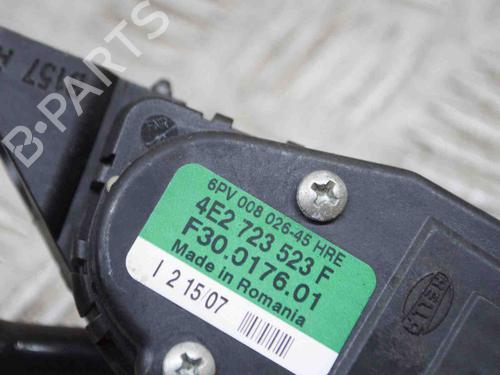 B-PARTS
6PV 008 026-45 HRE
4E2 723 523 F
F30.0176.01
Made in Romania
I 2 15/07
HELLA